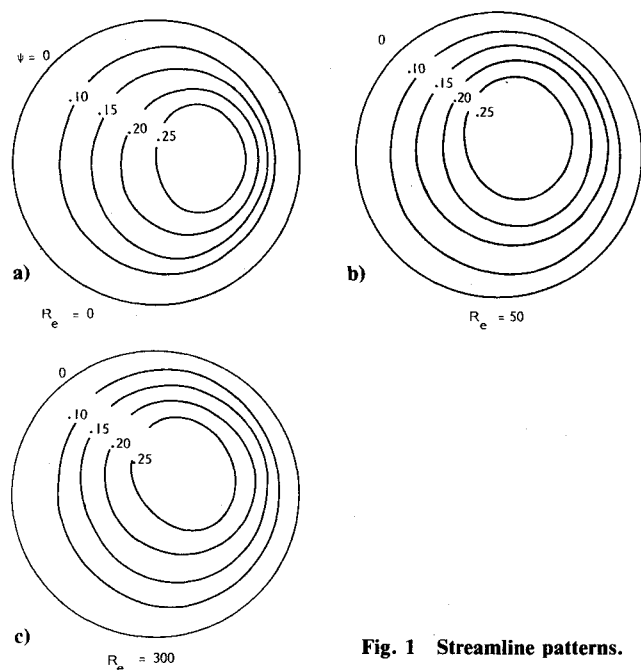 ψ = 0
.10
.15
.20
.25
a)
R_e = 0
0
.10
.15
.20
.25
b)
R_e = 50
0
.10
.15
.20
.25
c)
R_e = 300
Fig. 1 Streamline patterns.